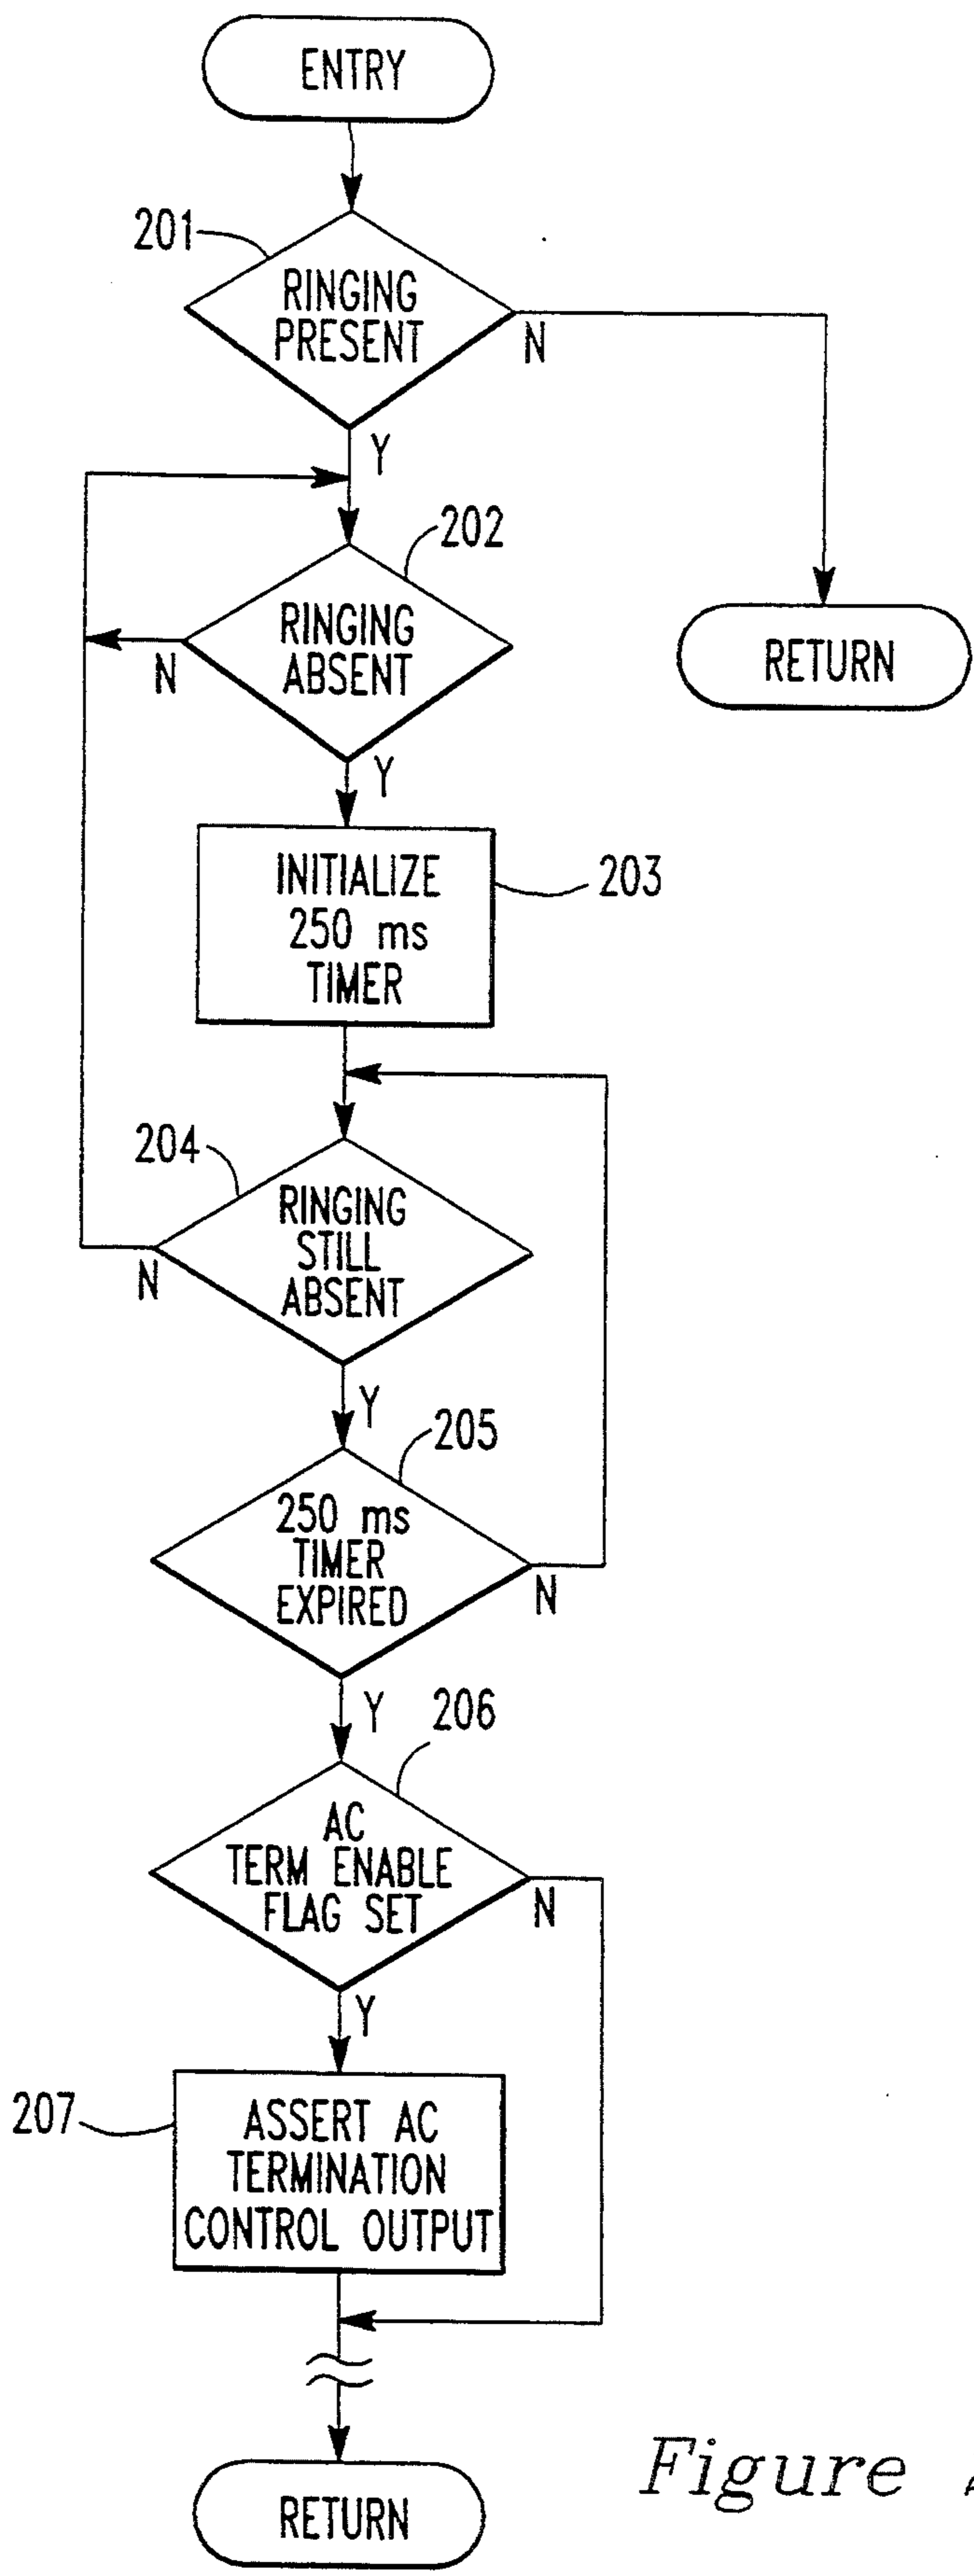 ENTRY
201
RINGING
PRESENT
N
Y
202
RINGING
ABSENT
N
RETURN
Y
INITIALIZE
250 ms
TIMER
203
204
RINGING
STILL
ABSENT
N
Y
205
250 ms
TIMER
EXPIRED
N
Y
206
AC
TERM ENABLE
FLAG SET
N
Y
207
ASSERT AC
TERMINATION
CONTROL OUTPUT
RETURN
Figure